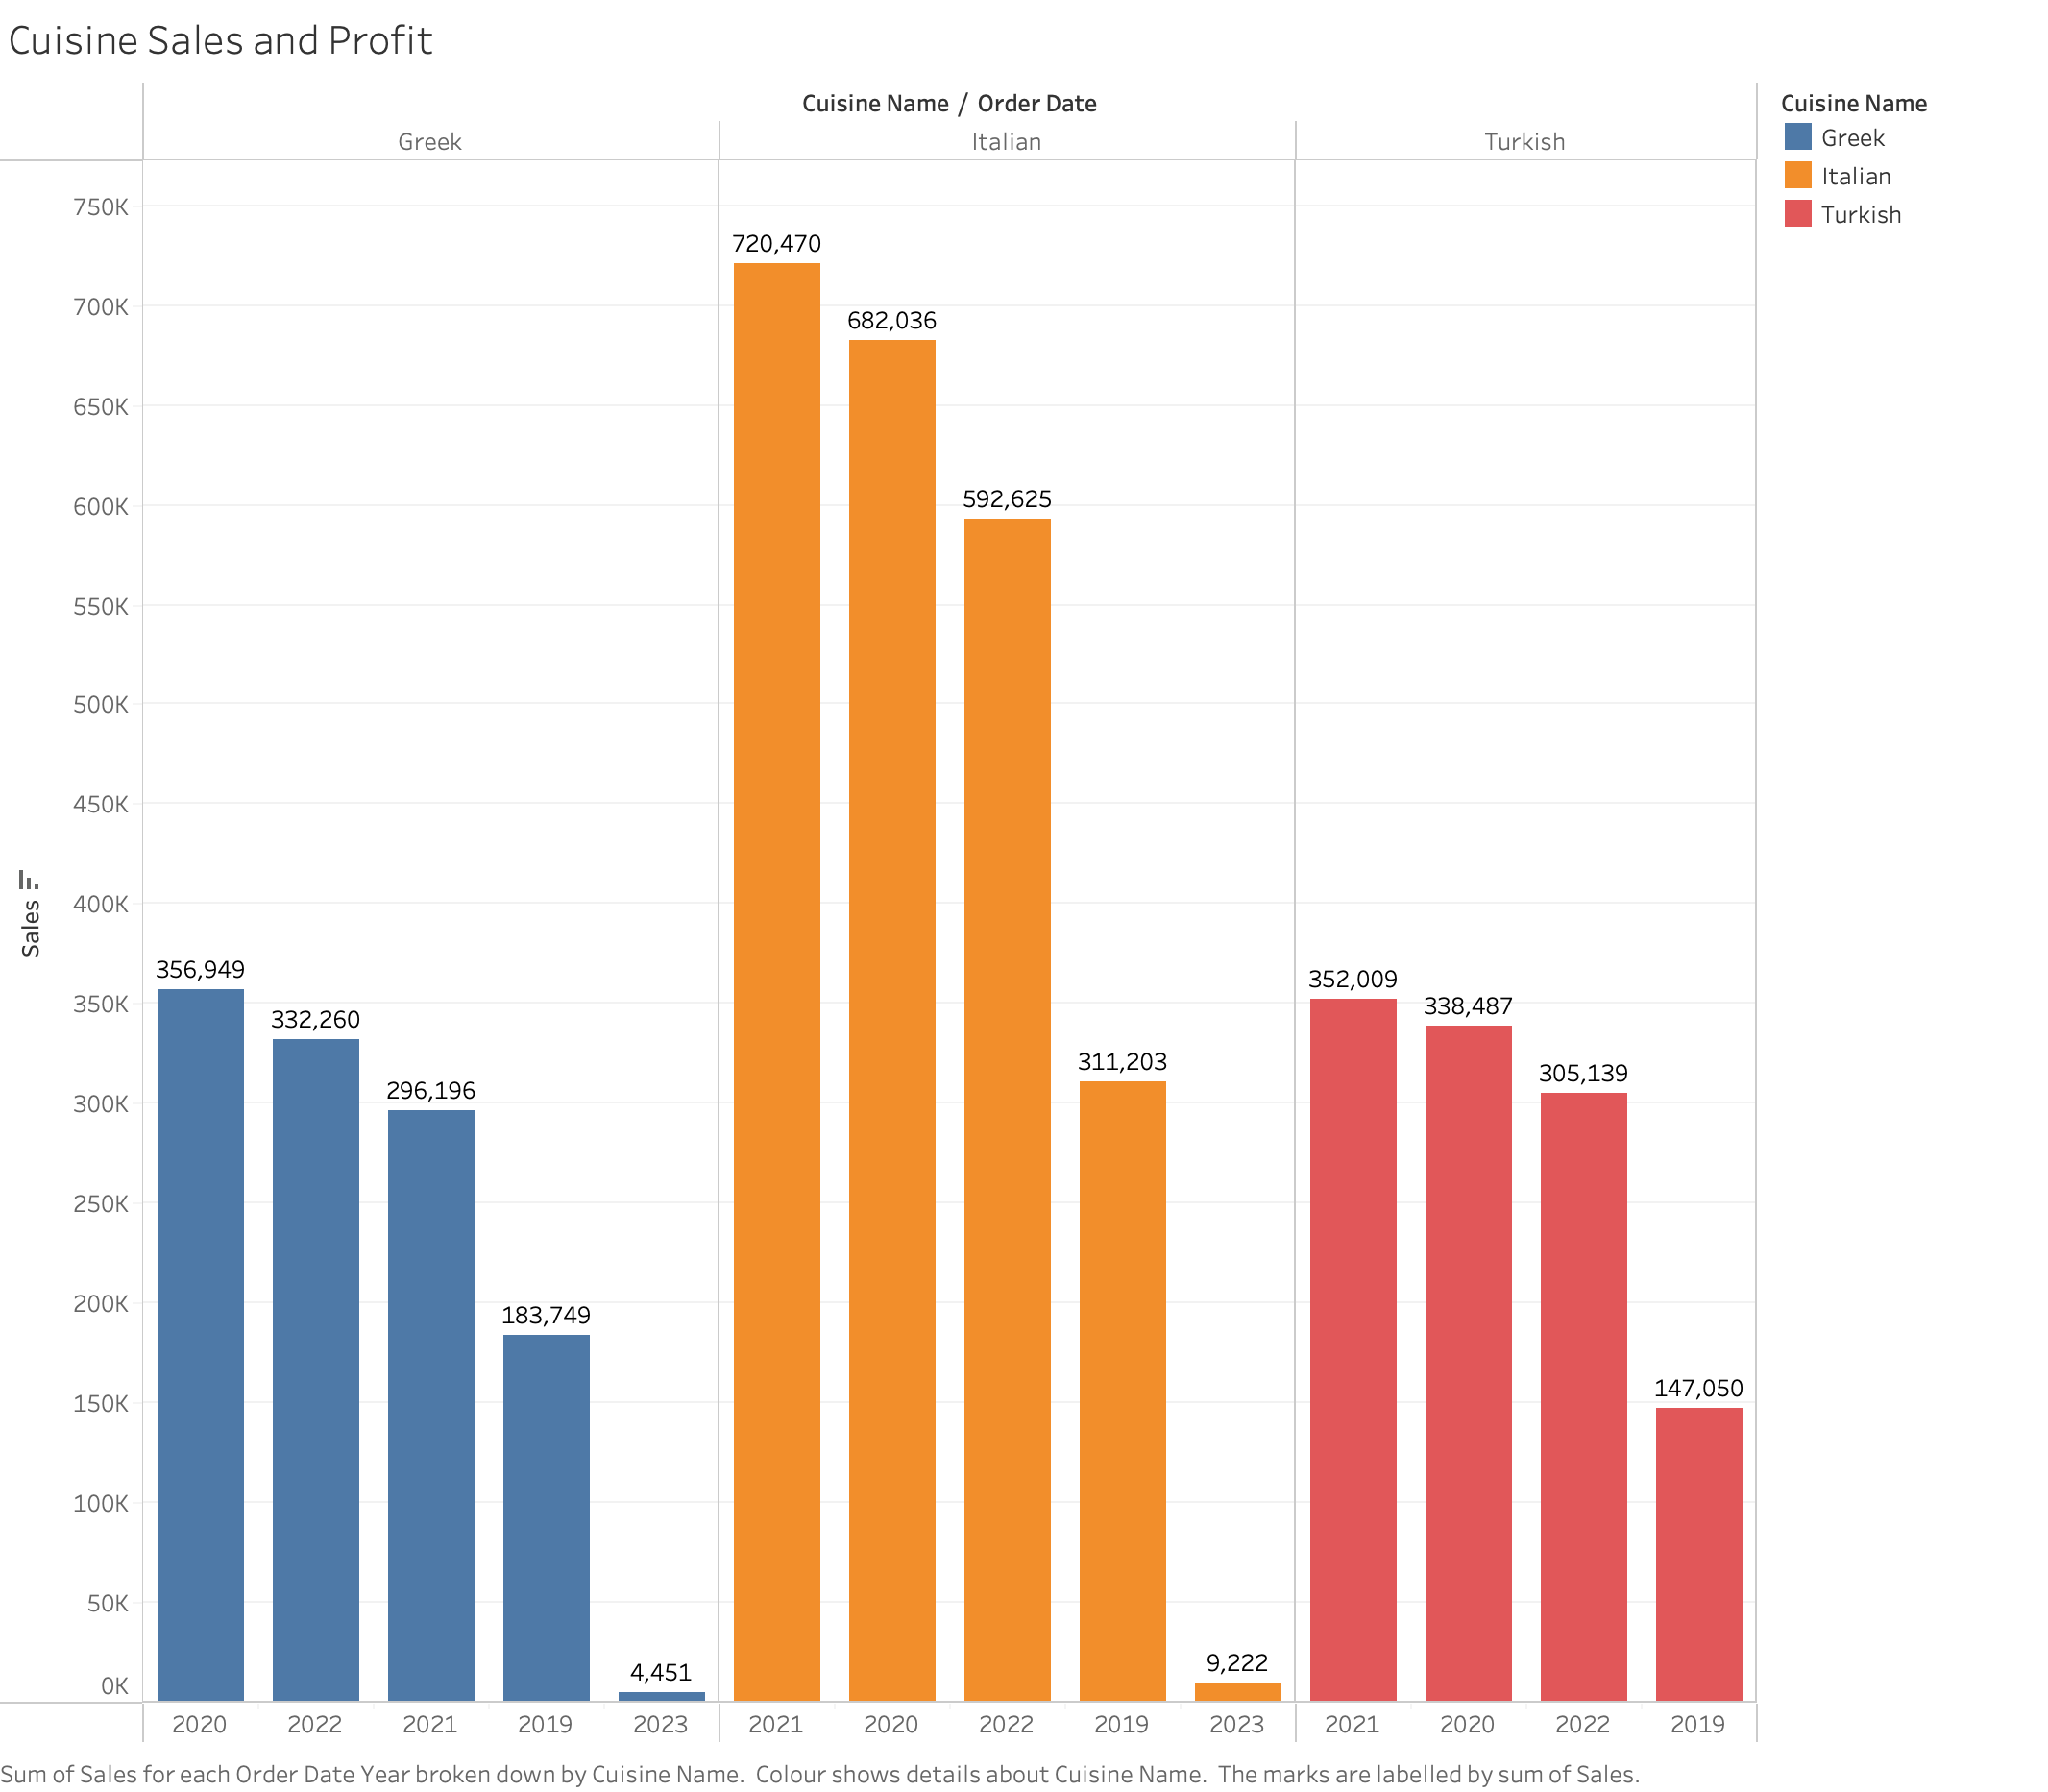 Cuisine Sales and Profit
Cuisine Name / Order Date
Greek Italian Turkish
Cuisine Name
Greek
Italian
Turkish
Sales
750K
700K
650K
600K
550K
500K
450K
400K
350K
300K
250K
200K
150K
100K
50K
0K
356,949
332,260
296,196
183,749
4,451
720,470
682,036
592,625
311,203
9,222
352,009
338,487
305,139
147,050
2020 2022 2021 2019 2023 2021 2020 2022 2019 2023 2021 2020 2022 2019
Sum of Sales for each Order Date Year broken down by Cuisine Name. Colour shows details about Cuisine Name. The marks are labelled by sum of Sales.